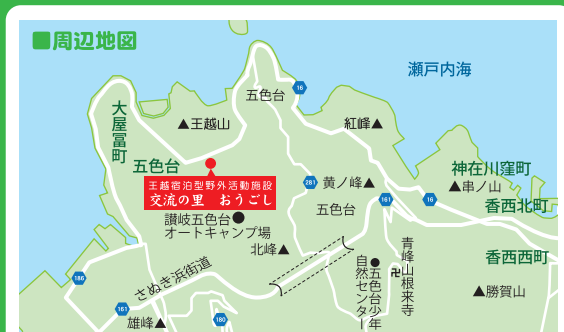 ■周辺地図
瀬戸内海
五色台
16
大屋冨町
▲王越山
紅峰▲
五色台
王越宿泊型野外活動施設
交流の里 おうごし
281
黄ノ峰▲
神在川窪町
▲串ノ山
161
16
五色台
香西北町
讃岐五色台
オートキャンプ場
北峰▲
青峰山根来寺
卍
五色台少年
自然センター
香西西町
さぬき浜街道
186
161
180
雄峰▲
▲勝賀山